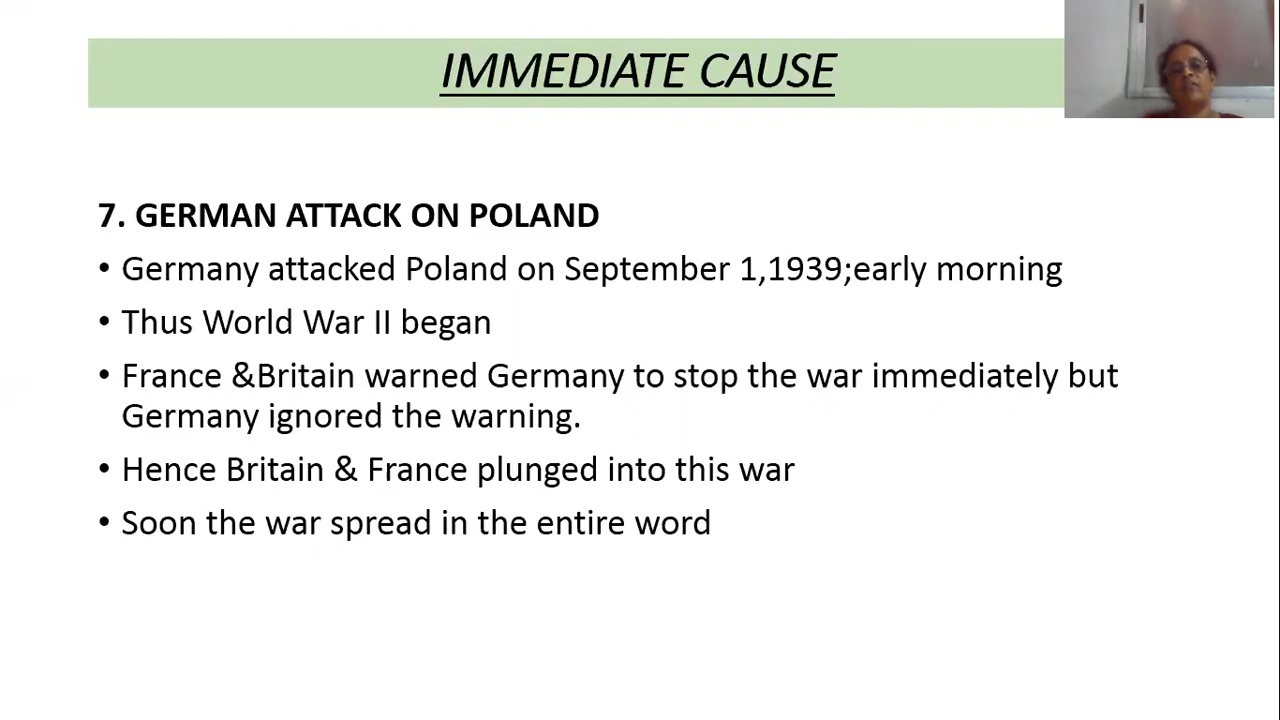 IMMEDIATE CAUSE
7. GERMAN ATTACK ON POLAND
• Germany attacked Poland on September 1,1939;early morning
• Thus World War II began
• France &Britain warned Germany to stop the war immediately but
Germany ignored the warning.
• Hence Britain & France plunged into this war
• Soon the war spread in the entire word